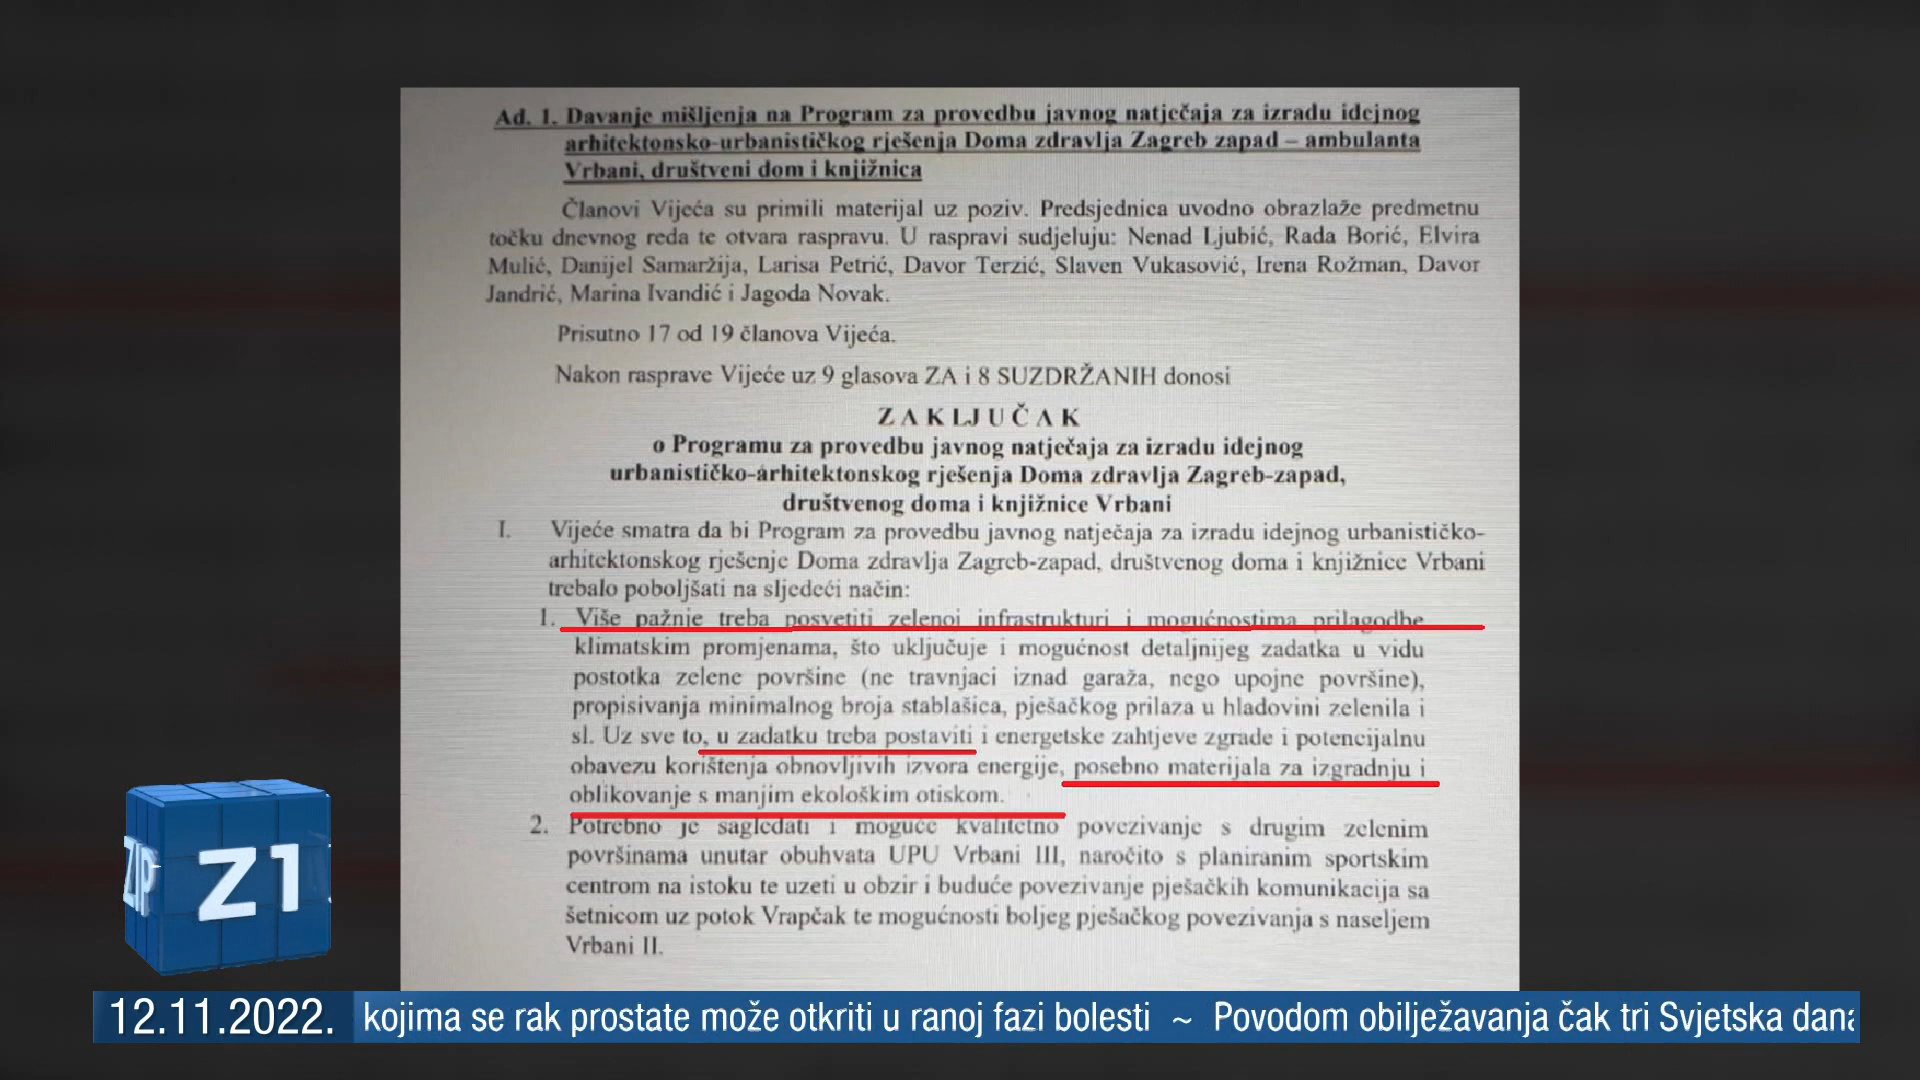 Ad. 1. Davanje mišljenja na Program za provedbu javnog natječaja za izradu idejnog
arhitektonsko-urbanističkog rješenja Doma zdravlja Zagreb zapad – ambulanta
Vrbani, društveni dom i knjižnica
Članovi Vijeća su primili materijal uz poziv. Predsjednica uvodno obrazlaže predmetnu
točku dnevnog reda te otvara raspravu. U raspravi sudjeluju: Nenad Ljubić, Rada Borić, Elvira
Mulić, Danijel Samaržija, Larisa Petrić, Davor Terzić, Slaven Vukasović, Irena Rožman, Davor
Jandrić, Marina Ivandić i Jagoda Novak.
Prisutno 17 od 19 članova Vijeća.
Nakon rasprave Vijeće uz 9 glasova ZA i 8 SUZDRŽANIH donosi
Z A K LJ U Č A K
o Programu za provedbu javnog natječaja za izradu idejnog
urbanističko-arhitektonskog rješenja Doma zdravlja Zagreb-zapad,
društvenog doma i knjižnice Vrbani
I. Vijeće smatra da bi Program za provedbu javnog natječaja za izradu idejnog urbanističko-
arhitektonskog rješenje Doma zdravlja Zagreb-zapad, društvenog doma i knjižnice Vrbani
trebalo poboljšati na sljedeći način:
1. Više pažnje treba posvetiti zelenoj infrastrukturi i mogućnostima prilagodbe
klimatskim promjenama, što uključuje i mogućnost detaljnijeg zadatka u vidu
postotka zelene površine (ne travnjaci iznad garaža, nego upojne površine),
propisivanja minimalnog broja stablašica, pješačkog prilaza u hladovini zelenila i
sl. Uz sve to, u zadatku treba postaviti i energetske zahtjeve zgrade i potencijalnu
obavezu korištenja obnovljivih izvora energije, posebno materijala za izgradnju i
oblikovanje s manjim ekološkim otiskom.
2. Potrebno je sagledati i moguće kvalitetno povezivanje s drugim zelenim
površinama unutar obuhvata UPU Vrbani III, naročito s planiranim sportskim
centrom na istoku te uzeti u obzir i buduće povezivanje pješačkih komunikacija sa
šetnicom uz potok Vrapčak te mogućnosti boljeg pješačkog povezivanja s naseljem
Vrbani II.
ZIP
Z1
12.11.2022. kojima se rak prostate može otkriti u ranoj fazi bolesti ~ Povodom obilježavanja čak tri Svjetska dana